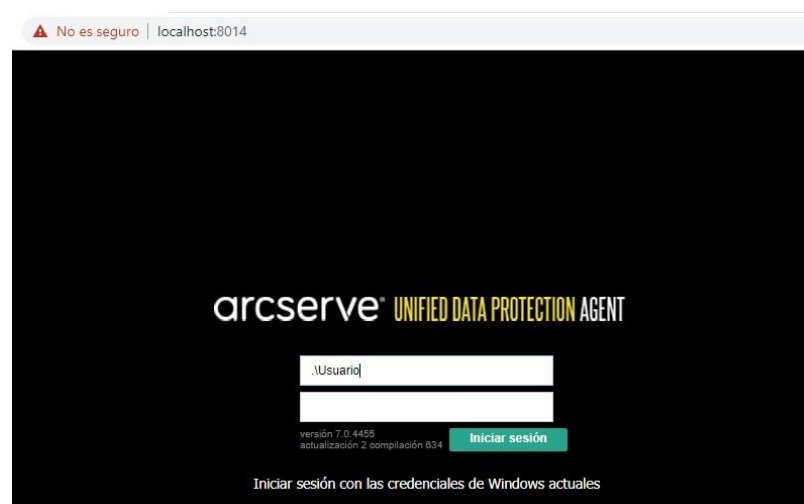 No es seguro | localhost:8014
arcserve® UNIFIED DATA PROTECTION AGENT
.\Usuario
versión 7.0.4455
actualización 2 compilación 634
Iniciar sesión
Iniciar sesión con las credenciales de Windows actuales